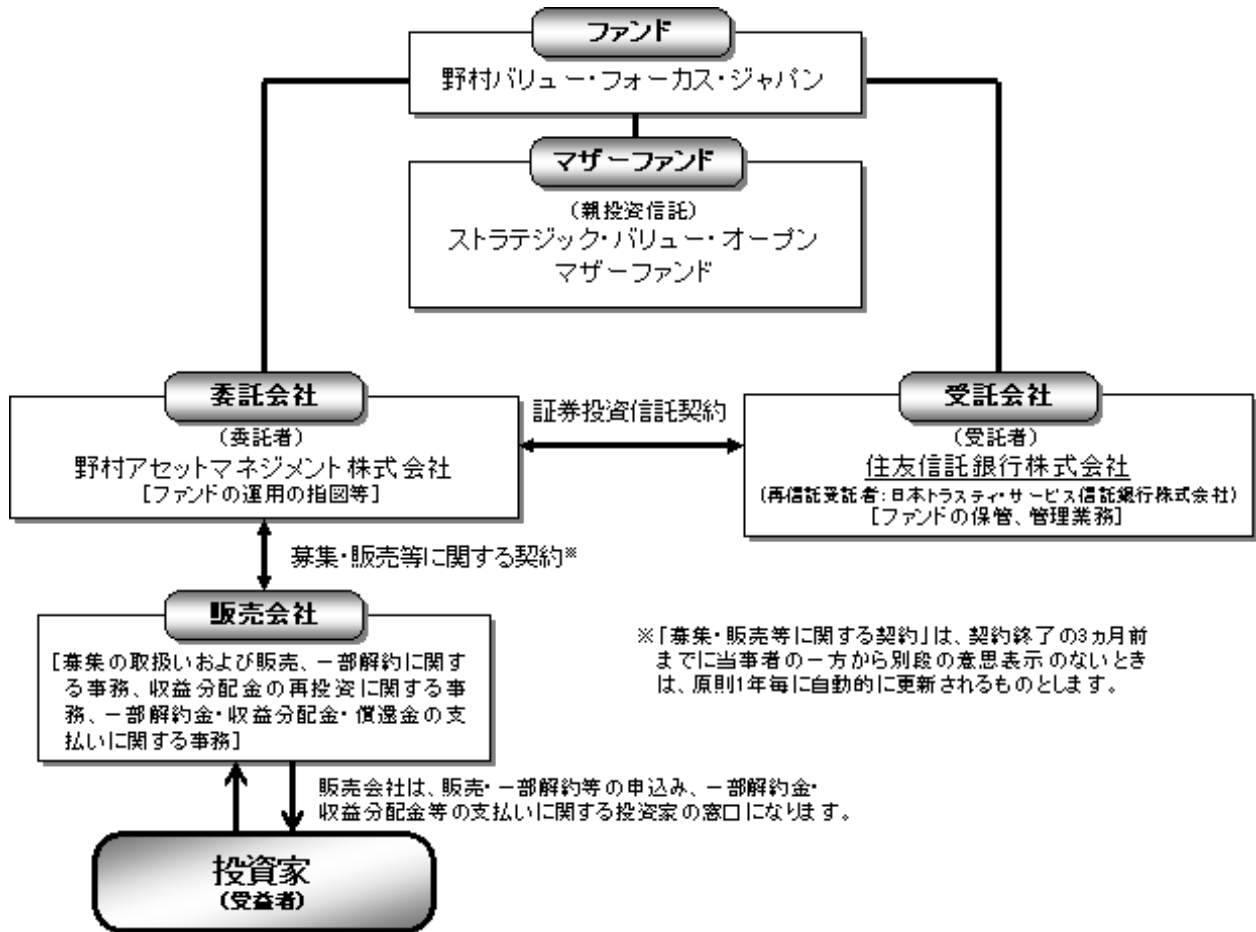 ファンド
野村バリュー・フォーカス・ジャパン
マザーファンド
(親投資信託)
ストラテジック・バリュー・オープン
マザーファンド
委託会社
(委託者)
野村アセットマネジメント株式会社
[ファンドの運用の指図等]
証券投資信託契約
受託会社
(受託者)
住友信託銀行株式会社
(再信託受託者:日本トラスティ・サービス信託銀行株式会社)
[ファンドの保管、管理業務]
募集・販売等に関する契約※
販売会社
[募集の取扱いおよび販売、一部解約に関す
る事務、収益分配金の再投資に関する事
務、一部解約金・収益分配金・償還金の支
払いに関する事務]
※「募集・販売等に関する契約」は、契約終了の3ヵ月前
までに当事者の一方から別段の意思表示のないとき
は、原則1年毎に自動的に更新されるものとします。
販売会社は、販売・一部解約等の申込み、一部解約金・
収益分配金等の支払いに関する投資家の窓口になります。
投資家
(受益者)